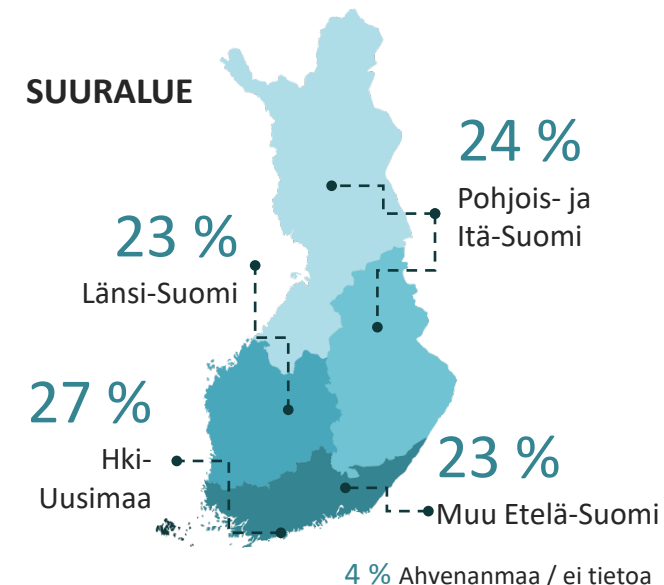 SUURALUE
24 %
Pohjois- ja
Itä-Suomi
23 %
Länsi-Suomi
27 %
Hki-
Uusimaa
23 %
Muu Etelä-Suomi
4 % Ahvenanmaa / ei tietoa